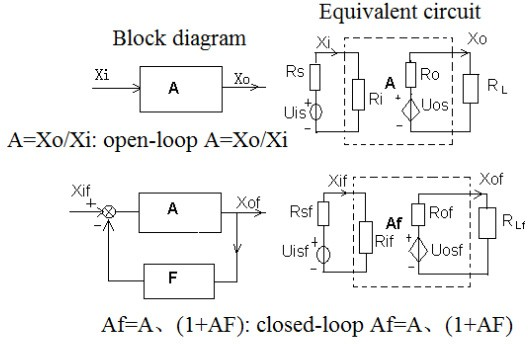 Block diagram
Equivalent circuit
Xi
A
Xo
Xi
Xo
Rs
Uis
+
−
Ri
A
Ro
+
−
Uos
RL
A=Xo/Xi: open-loop A=Xo/Xi
Xif
+
−
A
Xof
F
Xif
Xof
Rsf
Uisf
+
−
Rif
Af
Rof
+
−
Uosf
RLf
Af=A、(1+AF): closed-loop Af=A、(1+AF)